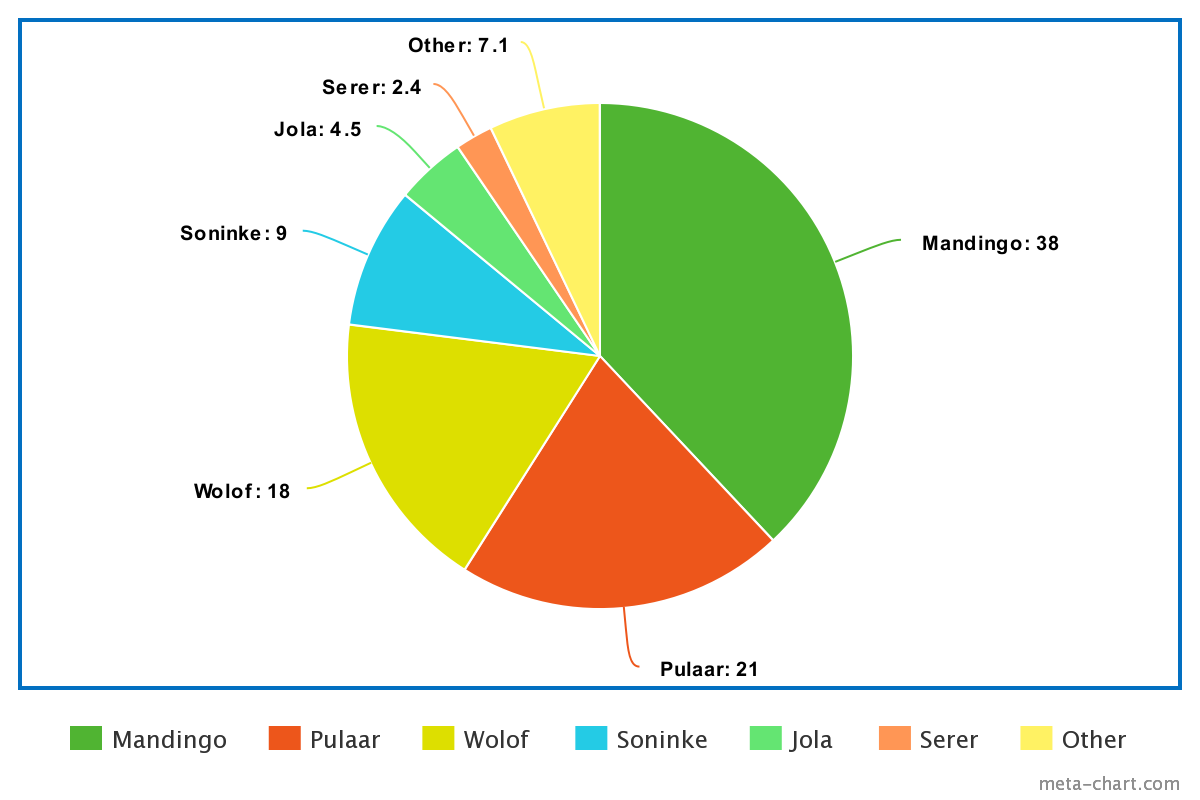 Other: 7.1
Serer: 2.4
Jola: 4.5
Soninke: 9
Mandingo: 38
Wolof: 18
Pulaar: 21
Mandingo Pulaar Wolof Soninke Jola Serer Other
meta-chart.com